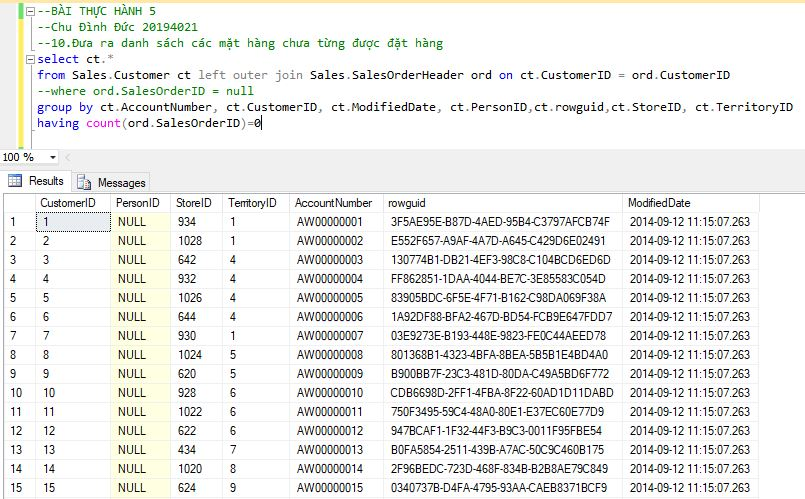 --BÀI THỰC HÀNH 5
--Chu Đình Đức 20194021
--10.Đưa ra danh sách các mặt hàng chưa từng được đặt hàng
select ct.*
from Sales.Customer ct left outer join Sales.SalesOrderHeader ord on ct.CustomerID = ord.CustomerID
--where ord.SalesOrderID = null
group by ct.AccountNumber, ct.CustomerID, ct.ModifiedDate, ct.PersonID,ct.rowguid,ct.StoreID, ct.TerritoryID
having count(ord.SalesOrderID)=0
100 %
Results Messages
CustomerID PersonID StoreID TerritoryID AccountNumber rowguid ModifiedDate
1 1 NULL 934 1 AW00000001 3F5AE95E-B87D-4AED-95B4-C3797AFCB74F 2014-09-12 11:15:07.263
2 2 NULL 1028 1 AW00000002 E552F657-A9AF-4A7D-A645-C429D6E02491 2014-09-12 11:15:07.263
3 3 NULL 642 4 AW00000003 130774B1-DB21-4EF3-98C8-C104BCD6ED6D 2014-09-12 11:15:07.263
4 4 NULL 932 4 AW00000004 FF862851-1DAA-4044-BE7C-3E85583C054D 2014-09-12 11:15:07.263
5 5 NULL 1026 4 AW00000005 83905BDC-6F5E-4F71-B162-C98DA069F38A 2014-09-12 11:15:07.263
6 6 NULL 644 4 AW00000006 1A92DF88-BFA2-467D-BD54-FCB9E647FDD7 2014-09-12 11:15:07.263
7 7 NULL 930 1 AW00000007 03E9273E-B193-448E-9823-FE0C44AEED78 2014-09-12 11:15:07.263
8 8 NULL 1024 5 AW00000008 801368B1-4323-4BFA-8BEA-5B5B1E4BD4A0 2014-09-12 11:15:07.263
9 9 NULL 620 5 AW00000009 B900BB7F-23C3-481D-80DA-C49A5BD6F772 2014-09-12 11:15:07.263
10 10 NULL 928 6 AW00000010 CDB6698D-2FF1-4FBA-8F22-60AD1D11DABD 2014-09-12 11:15:07.263
11 11 NULL 1022 6 AW00000011 750F3495-59C4-48A0-80E1-E37EC60E77D9 2014-09-12 11:15:07.263
12 12 NULL 622 6 AW00000012 947BCAF1-1F32-44F3-B9C3-0011F95FBE54 2014-09-12 11:15:07.263
13 13 NULL 434 7 AW00000013 B0FA5854-2511-439B-A7AC-50C9C460B175 2014-09-12 11:15:07.263
14 14 NULL 1020 8 AW00000014 2F96BEDC-723D-468F-834B-B2B8AE79C849 2014-09-12 11:15:07.263
15 15 NULL 624 9 AW00000015 0340737B-D4FA-4795-93AA-CAEB8371BCF9 2014-09-12 11:15:07.263